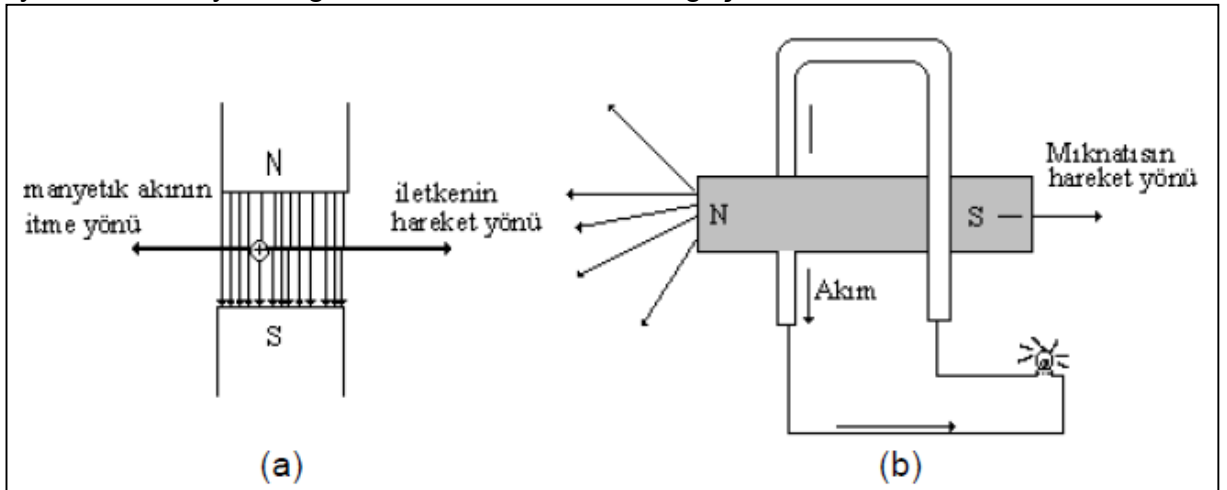 N
manyetık akının
itme yönü
iletkenin
hareket yönü
S
(a)
Mıknatısın
hareket yönü
N
S
Akım
(b)